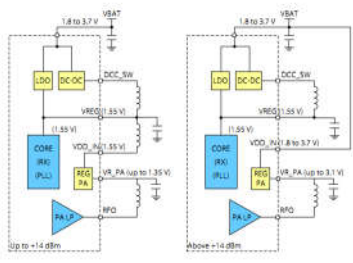 VBAT
1.8 to 3.7 V
LDO
DC-DC
DCC_SW
VREG (1.55 V)
(1.55 V)
VDD_IN (1.55 V)
CORE
(RX)
(PLL)
REG
PA
VR_PA (up to 1.35 V)
PA LP
RFO
Up to +14 dBm
VBAT
1.8 to 3.7 V
LDO
DC-DC
DCC_SW
VREG (1.55 V)
(1.55 V)
VDD_IN (1.8 to 3.7 V)
CORE
(RX)
(PLL)
REG
PA
VR_PA (up to 3.1 V)
PA LP
RFO
Above +14 dBm